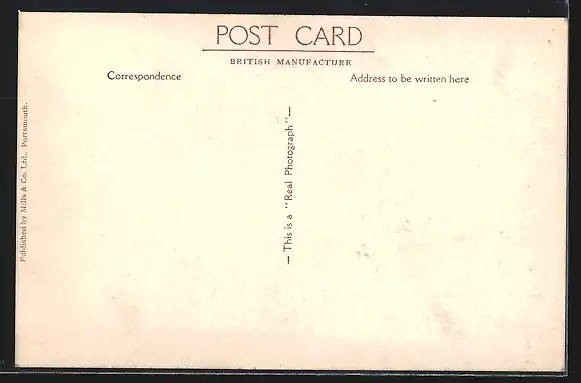 POST CARD
BRITISH MANUFACTURE
Correspondence
Address to be written here
— This is a "Real Photograph" —
Published by Mills & Co. Ltd., Portsmouth.